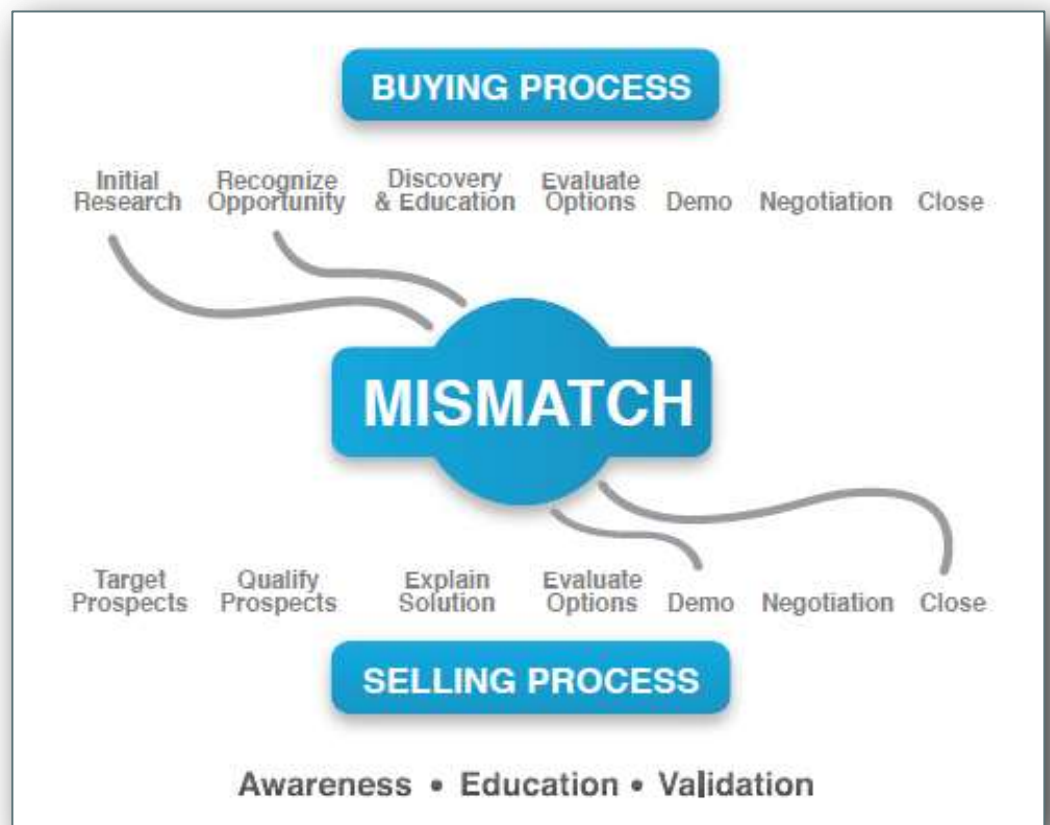 BUYING PROCESS
Initial Recognize Discovery Evaluate
Research Opportunity & Education Options Demo Negotiation Close
MISMATCH
Target Qualify Explain Evaluate
Prospects Prospects Solution Options Demo Negotiation Close
SELLING PROCESS
Awareness • Education • Validation